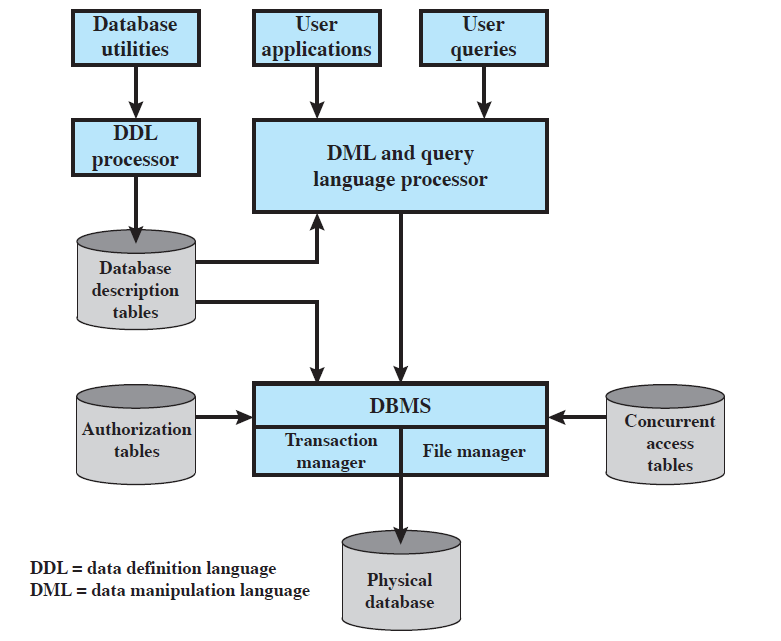 Database
utilities
User
applications
User
queries
DDL
processor
DML and query
language processor
Database
description
tables
DBMS
Transaction
manager
File manager
Authorization
tables
Concurrent
access
tables
Physical
database
DDL = data definition language
DML = data manipulation language